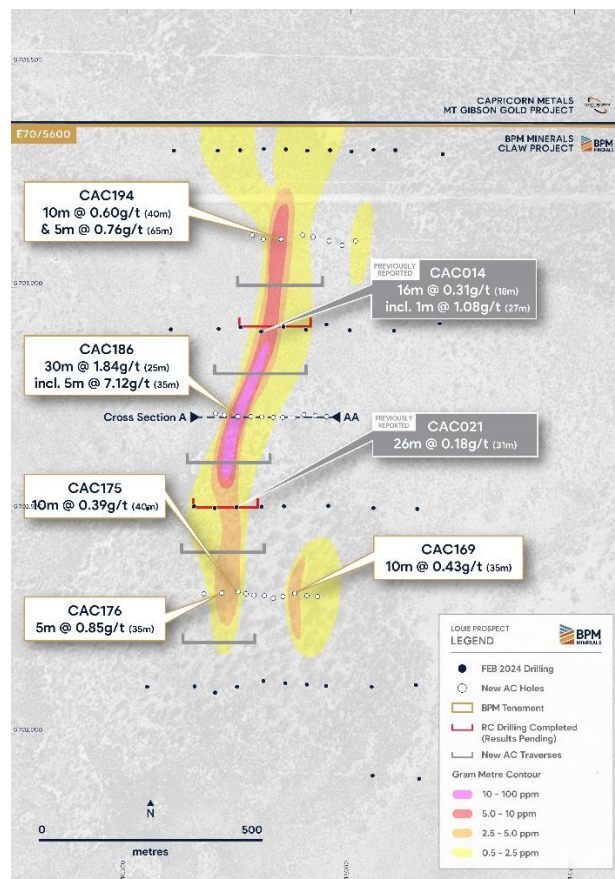 6,703,500
CAPRICORN METALS
MT GIBSON GOLD PROJECT
E70/5600
BPM MINERALS
CLAW PROJECT
BPM
MINERALS
CAC194
10m @ 0.60g/t (40m)
& 5m @ 0.76g/t (65m)
PREVIOUSLY
REPORTED
CAC014
16m @ 0.31g/t (18m)
incl. 1m @ 1.08g/t (27m)
CAC186
30m @ 1.84g/t (25m)
incl. 5m @ 7.12g/t (35m)
Cross Section A
AA
PREVIOUSLY
REPORTED
CAC021
26m @ 0.18g/t (31m)
CAC175
10m @ 0.39g/t (40m)
CAC169
10m @ 0.43g/t (35m)
CAC176
5m @ 0.85g/t (35m)
LOUIE PROSPECT
LEGEND
BPM
MINERALS
FEB 2024 Drilling
New AC Holes
BPM Tenement
RC Drilling Completed
(Results Pending)
New AC Traverses
Gram Metre Contour
10 - 100 ppm
5.0 - 10 ppm
2.5 - 5.0 ppm
0.5 - 2.5 ppm
N
0
500
metres